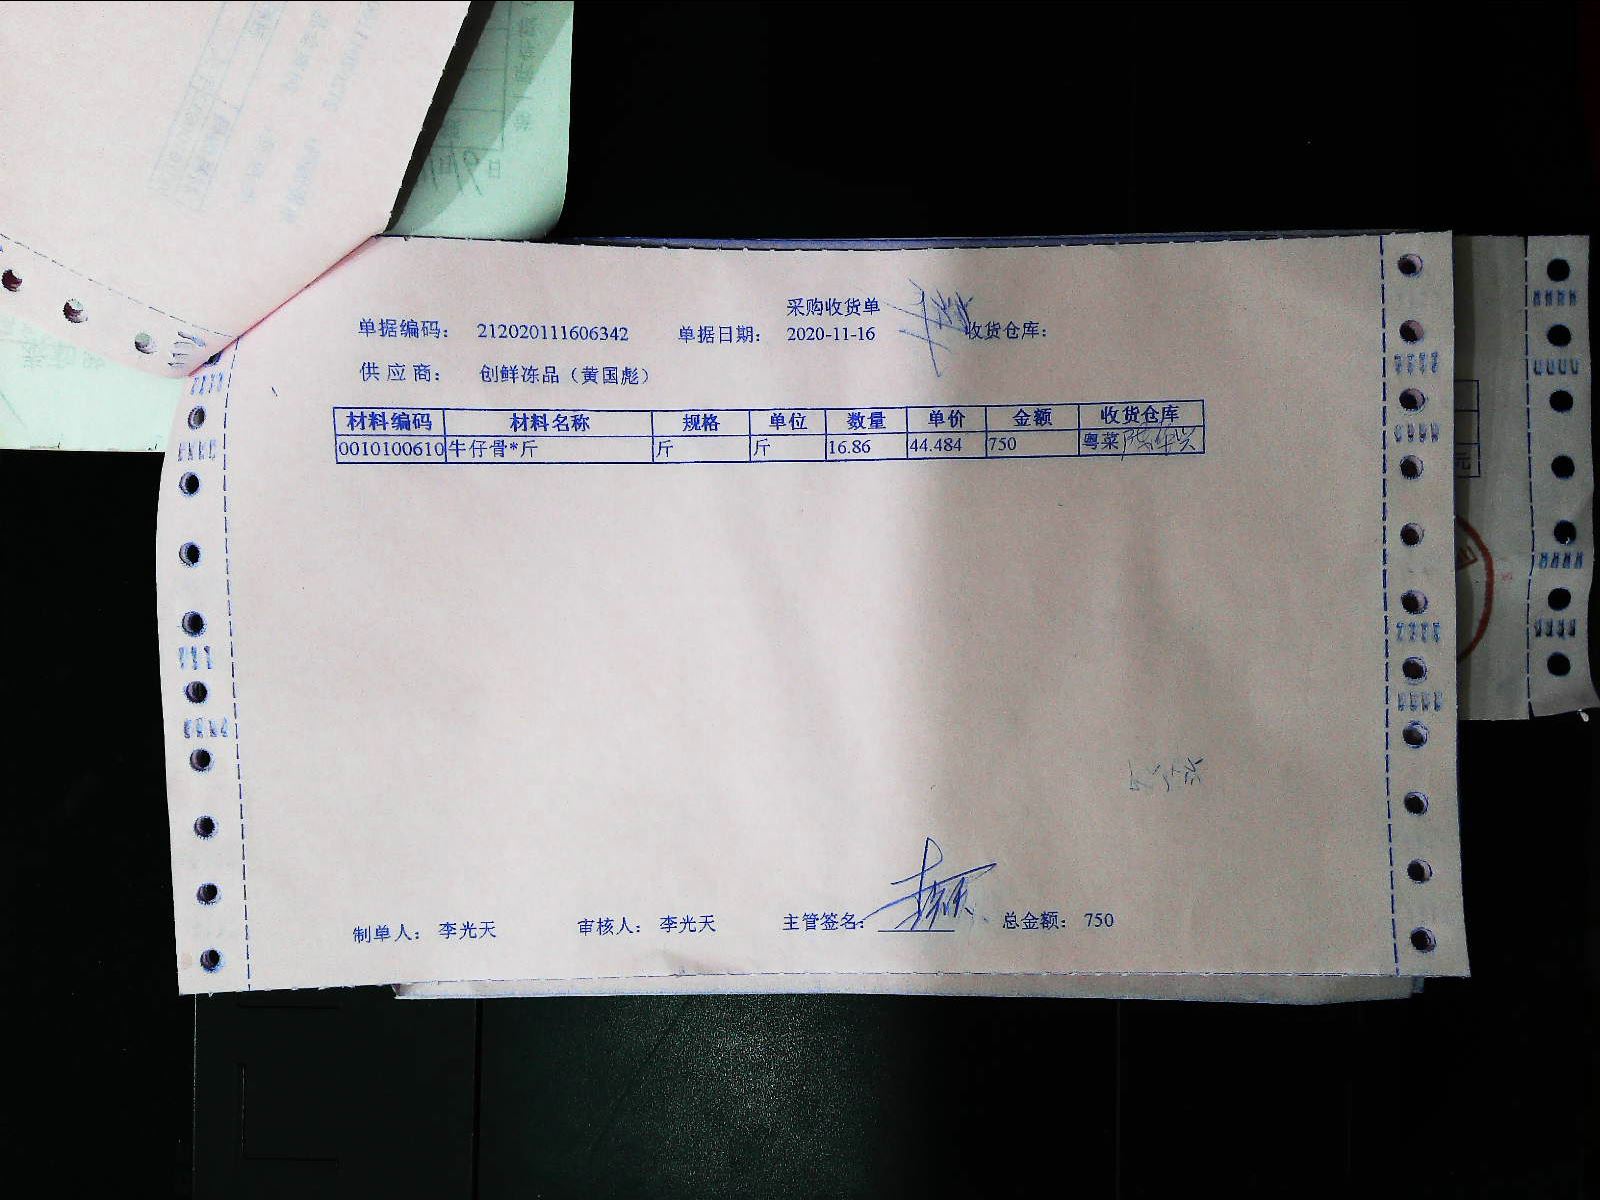 采购收货单
单据编码： 212020111606342 单据日期： 2020-11-16 收货仓库：
供 应 商： 创鲜冻品（黄国彪）
材料编码 材料名称 规格 单位 数量 单价 金额 收货仓库
0010100610 牛仔骨*斤 斤 斤 16.86 44.484 750 粤菜
制单人： 李光天 审核人： 李光天 主管签名： 总金额： 750